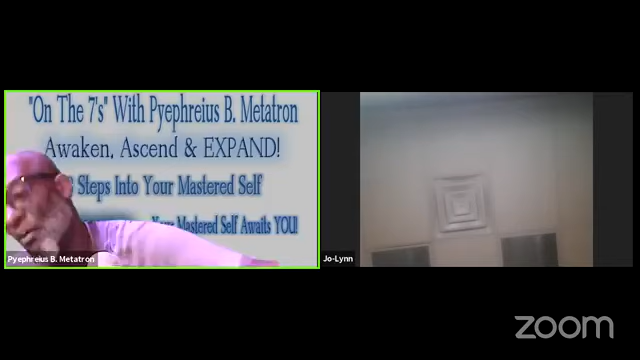 "On The 7's" With Pyephreius B. Metatron
Awaken, Ascend & EXPAND!
Steps Into Your Mastered Self
Your Mastered Self Awaits YOU!
Pyephreius B. Metatron
Jo-Lynn
zoom